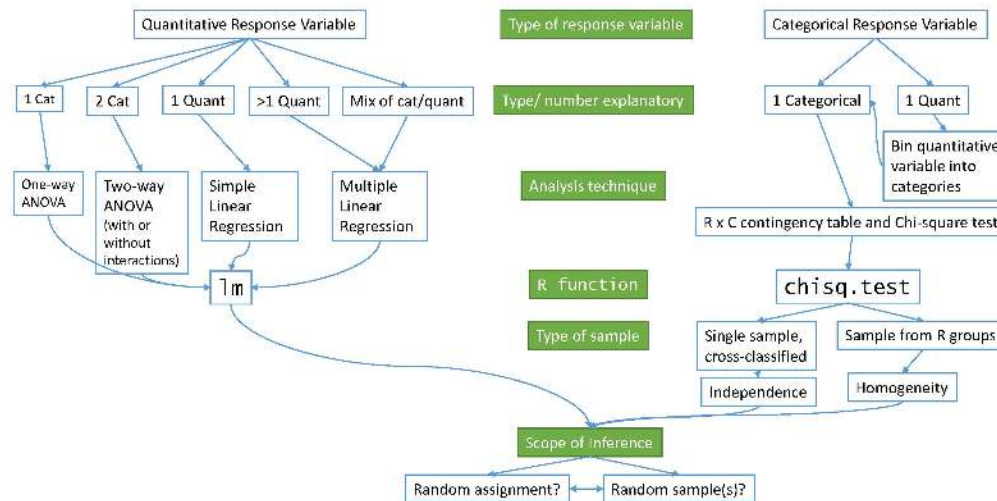 Quantitative Response Variable
Type of response variable
Categorical Response Variable
1 Cat
2 Cat
1 Quant
>1 Quant
Mix of cat/quant
Type/ number explanatory
1 Categorical
1 Quant
Bin quantitative
variable into
categories
One-way
ANOVA
Two-way
ANOVA
(with or
without
interactions)
Simple
Linear
Regression
Multiple
Linear
Regression
Analysis technique
R x C contingency table and Chi-square test
lm
R function
chisq.test
Type of sample
Single sample,
cross-classified
Sample from R groups
Independence
Homogeneity
Scope of Inference
Random assignment?
Random sample(s)?